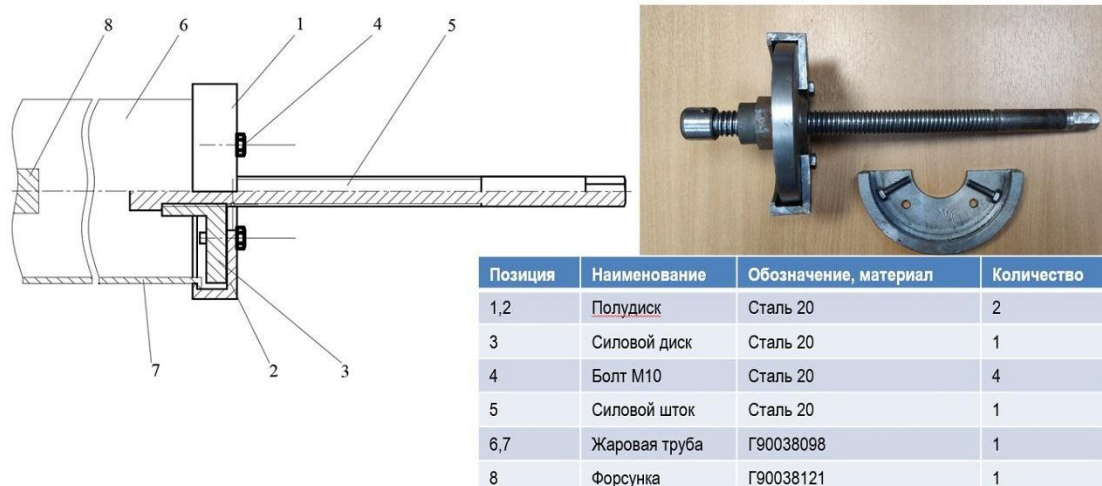 8 6 1 4 5
7 2 3
Позиция Наименование Обозначение, материал Количество
1,2 Полудиск Сталь 20 2
3 Силовой диск Сталь 20 1
4 Болт М10 Сталь 20 4
5 Силовой шток Сталь 20 1
6,7 Жаровая труба Г90038098 1
8 Форсунка Г90038121 1